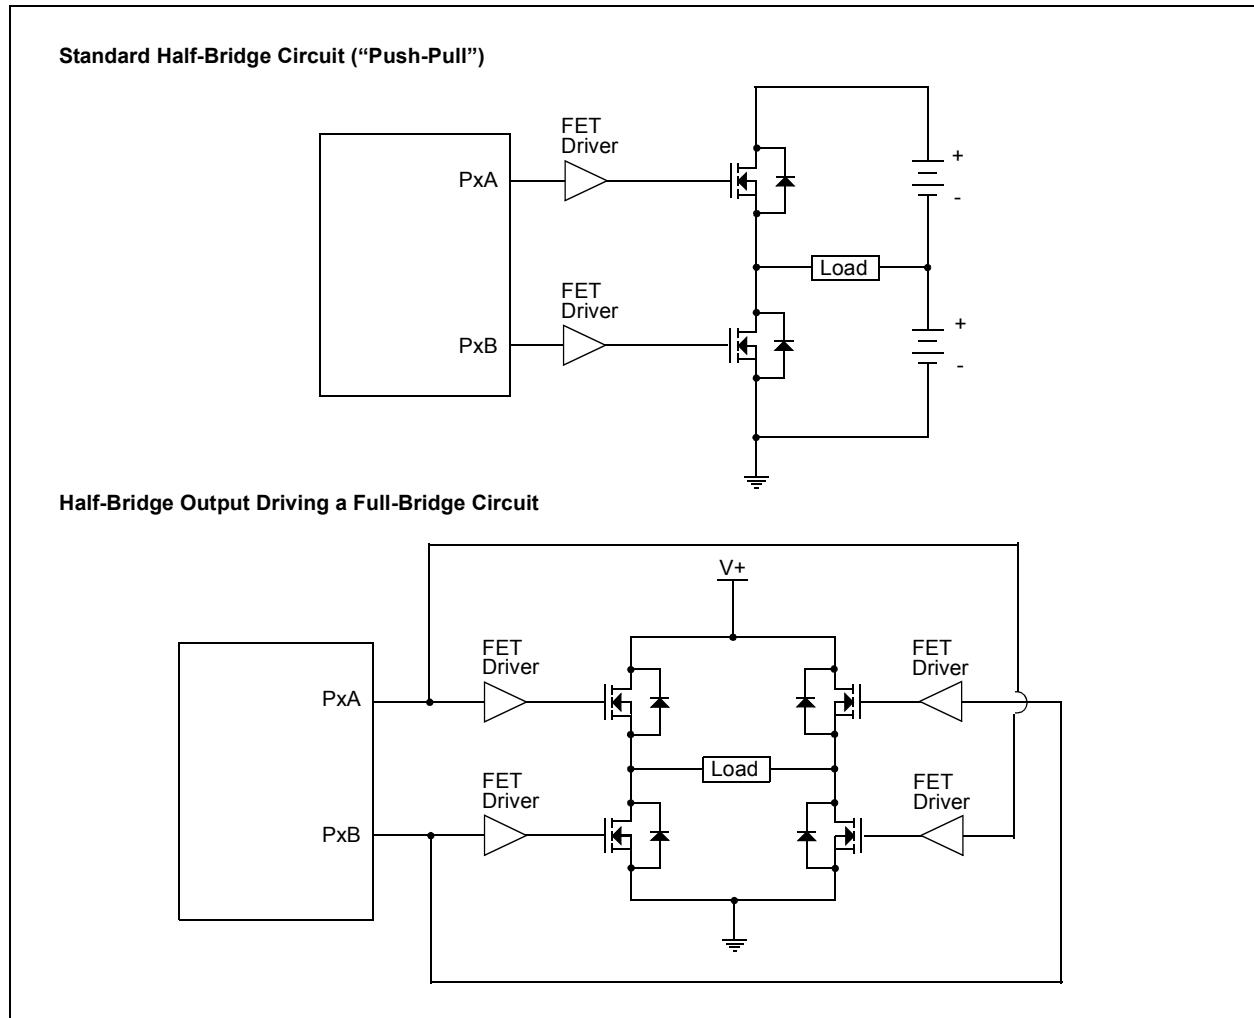 Standard Half-Bridge Circuit (“Push-Pull”)
FET
Driver
PxA
+
-
Load
FET
Driver
PxB
+
-
Half-Bridge Output Driving a Full-Bridge Circuit
V+
FET
Driver
FET
Driver
PxA
Load
FET
Driver
FET
Driver
PxB